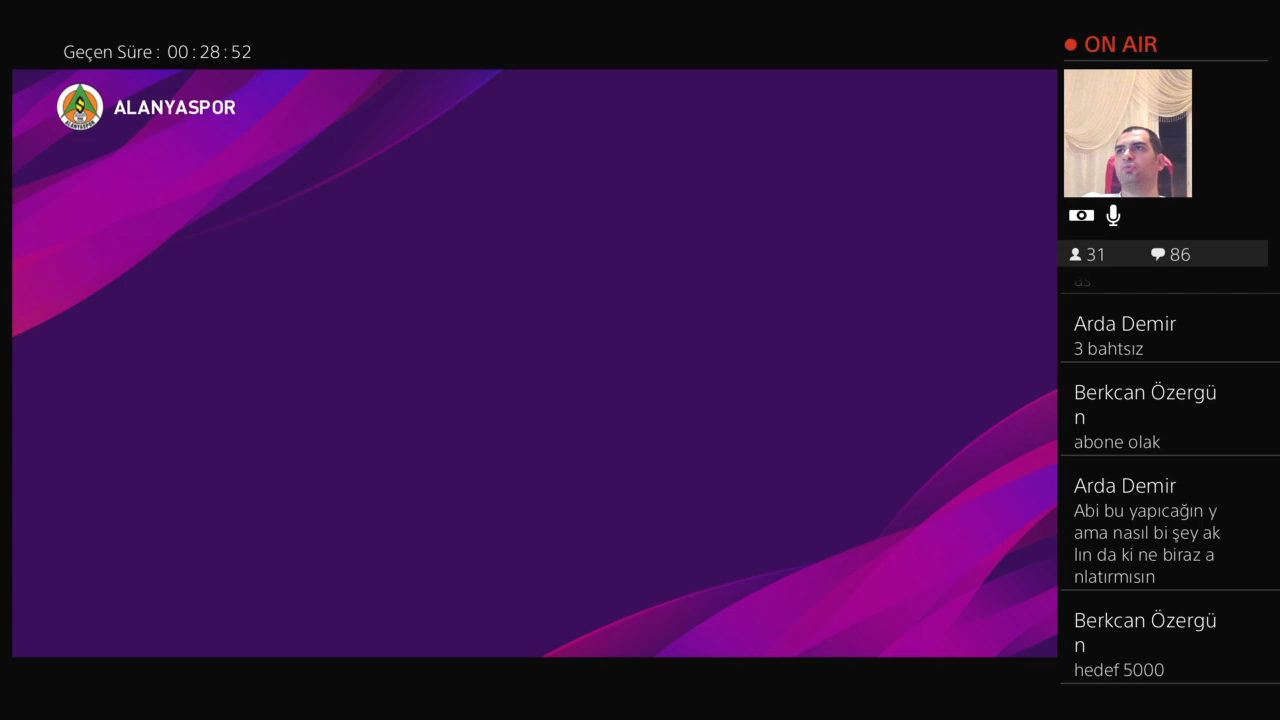 Geçen Süre : 00 : 28 : 52
ON AIR
ALANYASPOR
ALANYASPOR
31 86
as
Arda Demir
3 bahtsız
Berkcan Özergü
n
abone olak
Arda Demir
Abi bu yapıcağın y
ama nasıl bi şey ak
lın da ki ne biraz a
nlatırmısın
Berkcan Özergü
n
hedef 5000